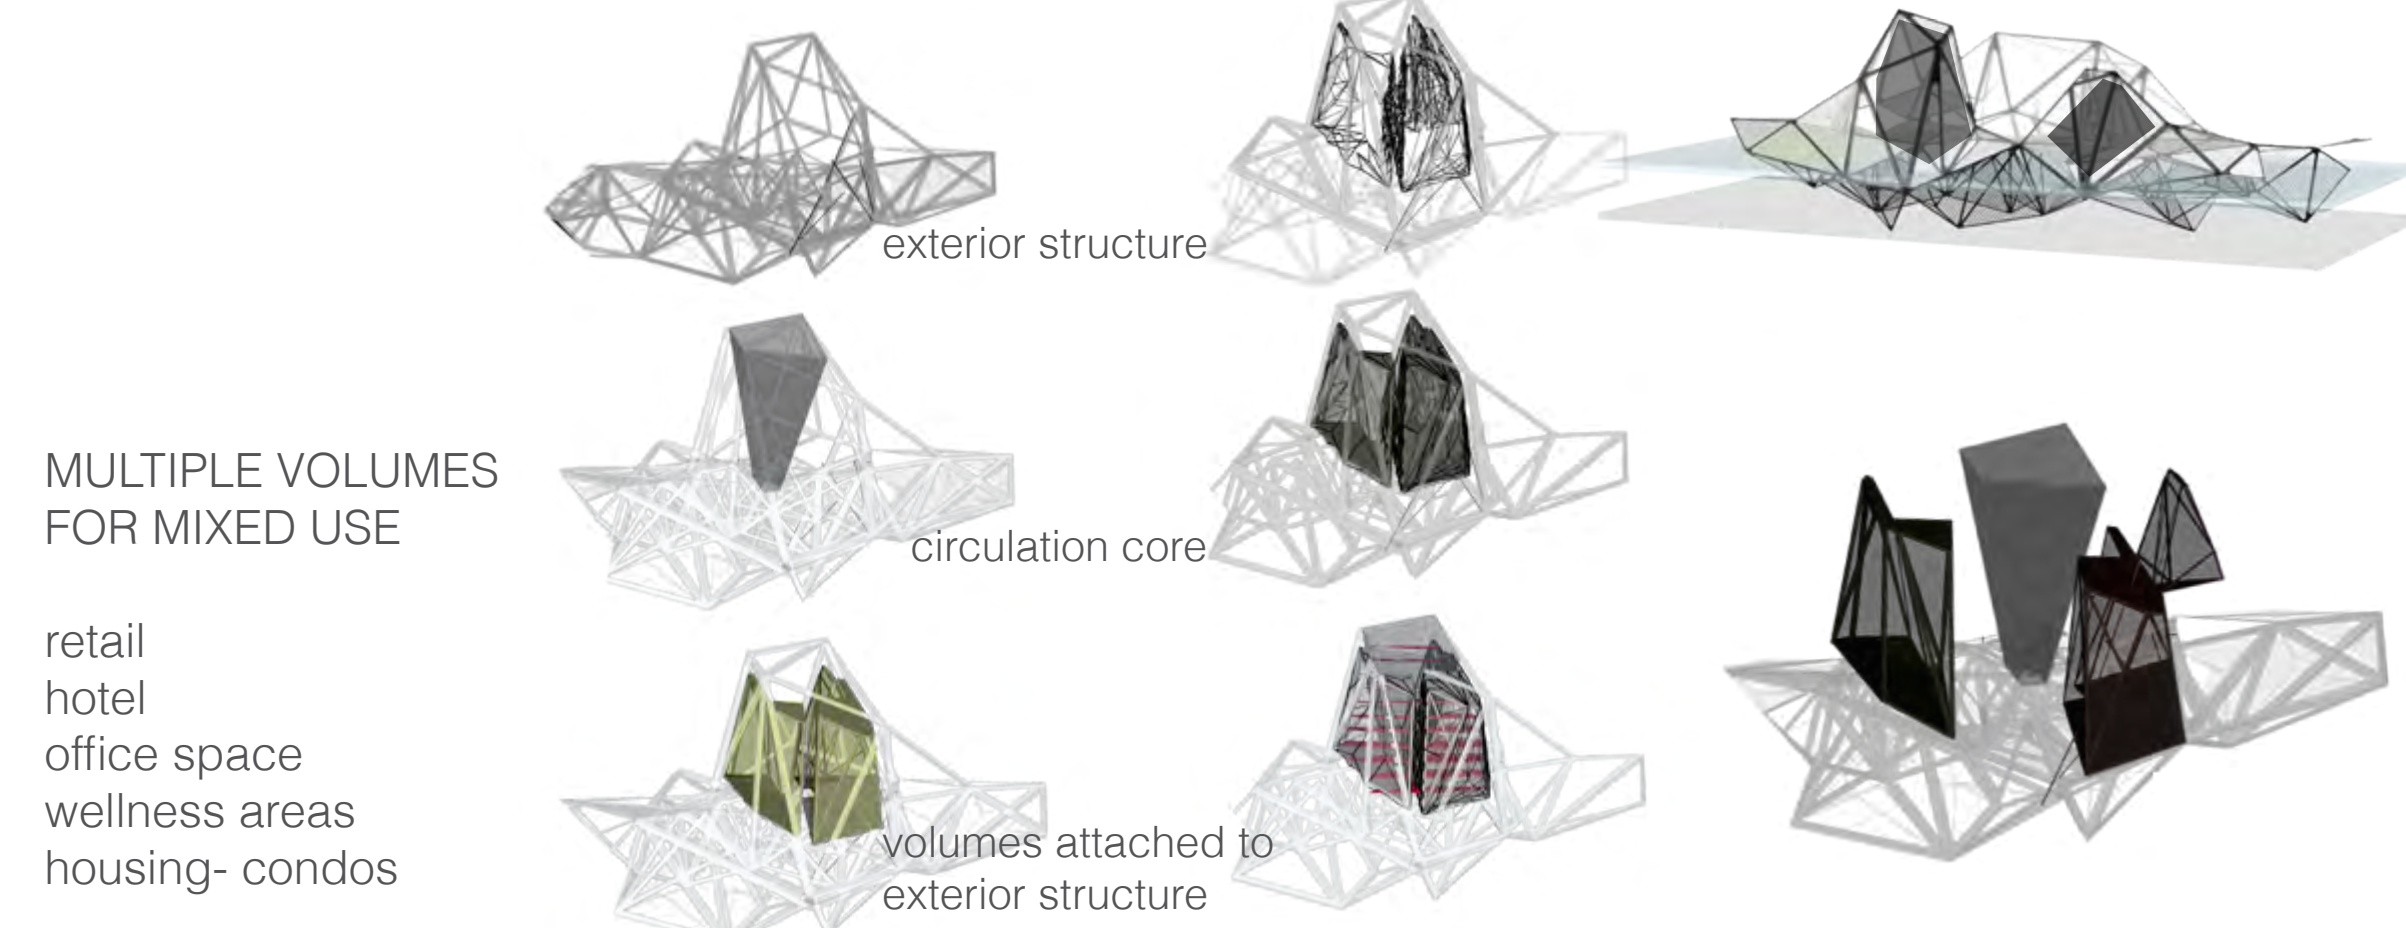 MULTIPLE VOLUMES
FOR MIXED USE
retail
hotel
office space
wellness areas
housing- condos
exterior structure
circulation core
volumes attached to
exterior structure